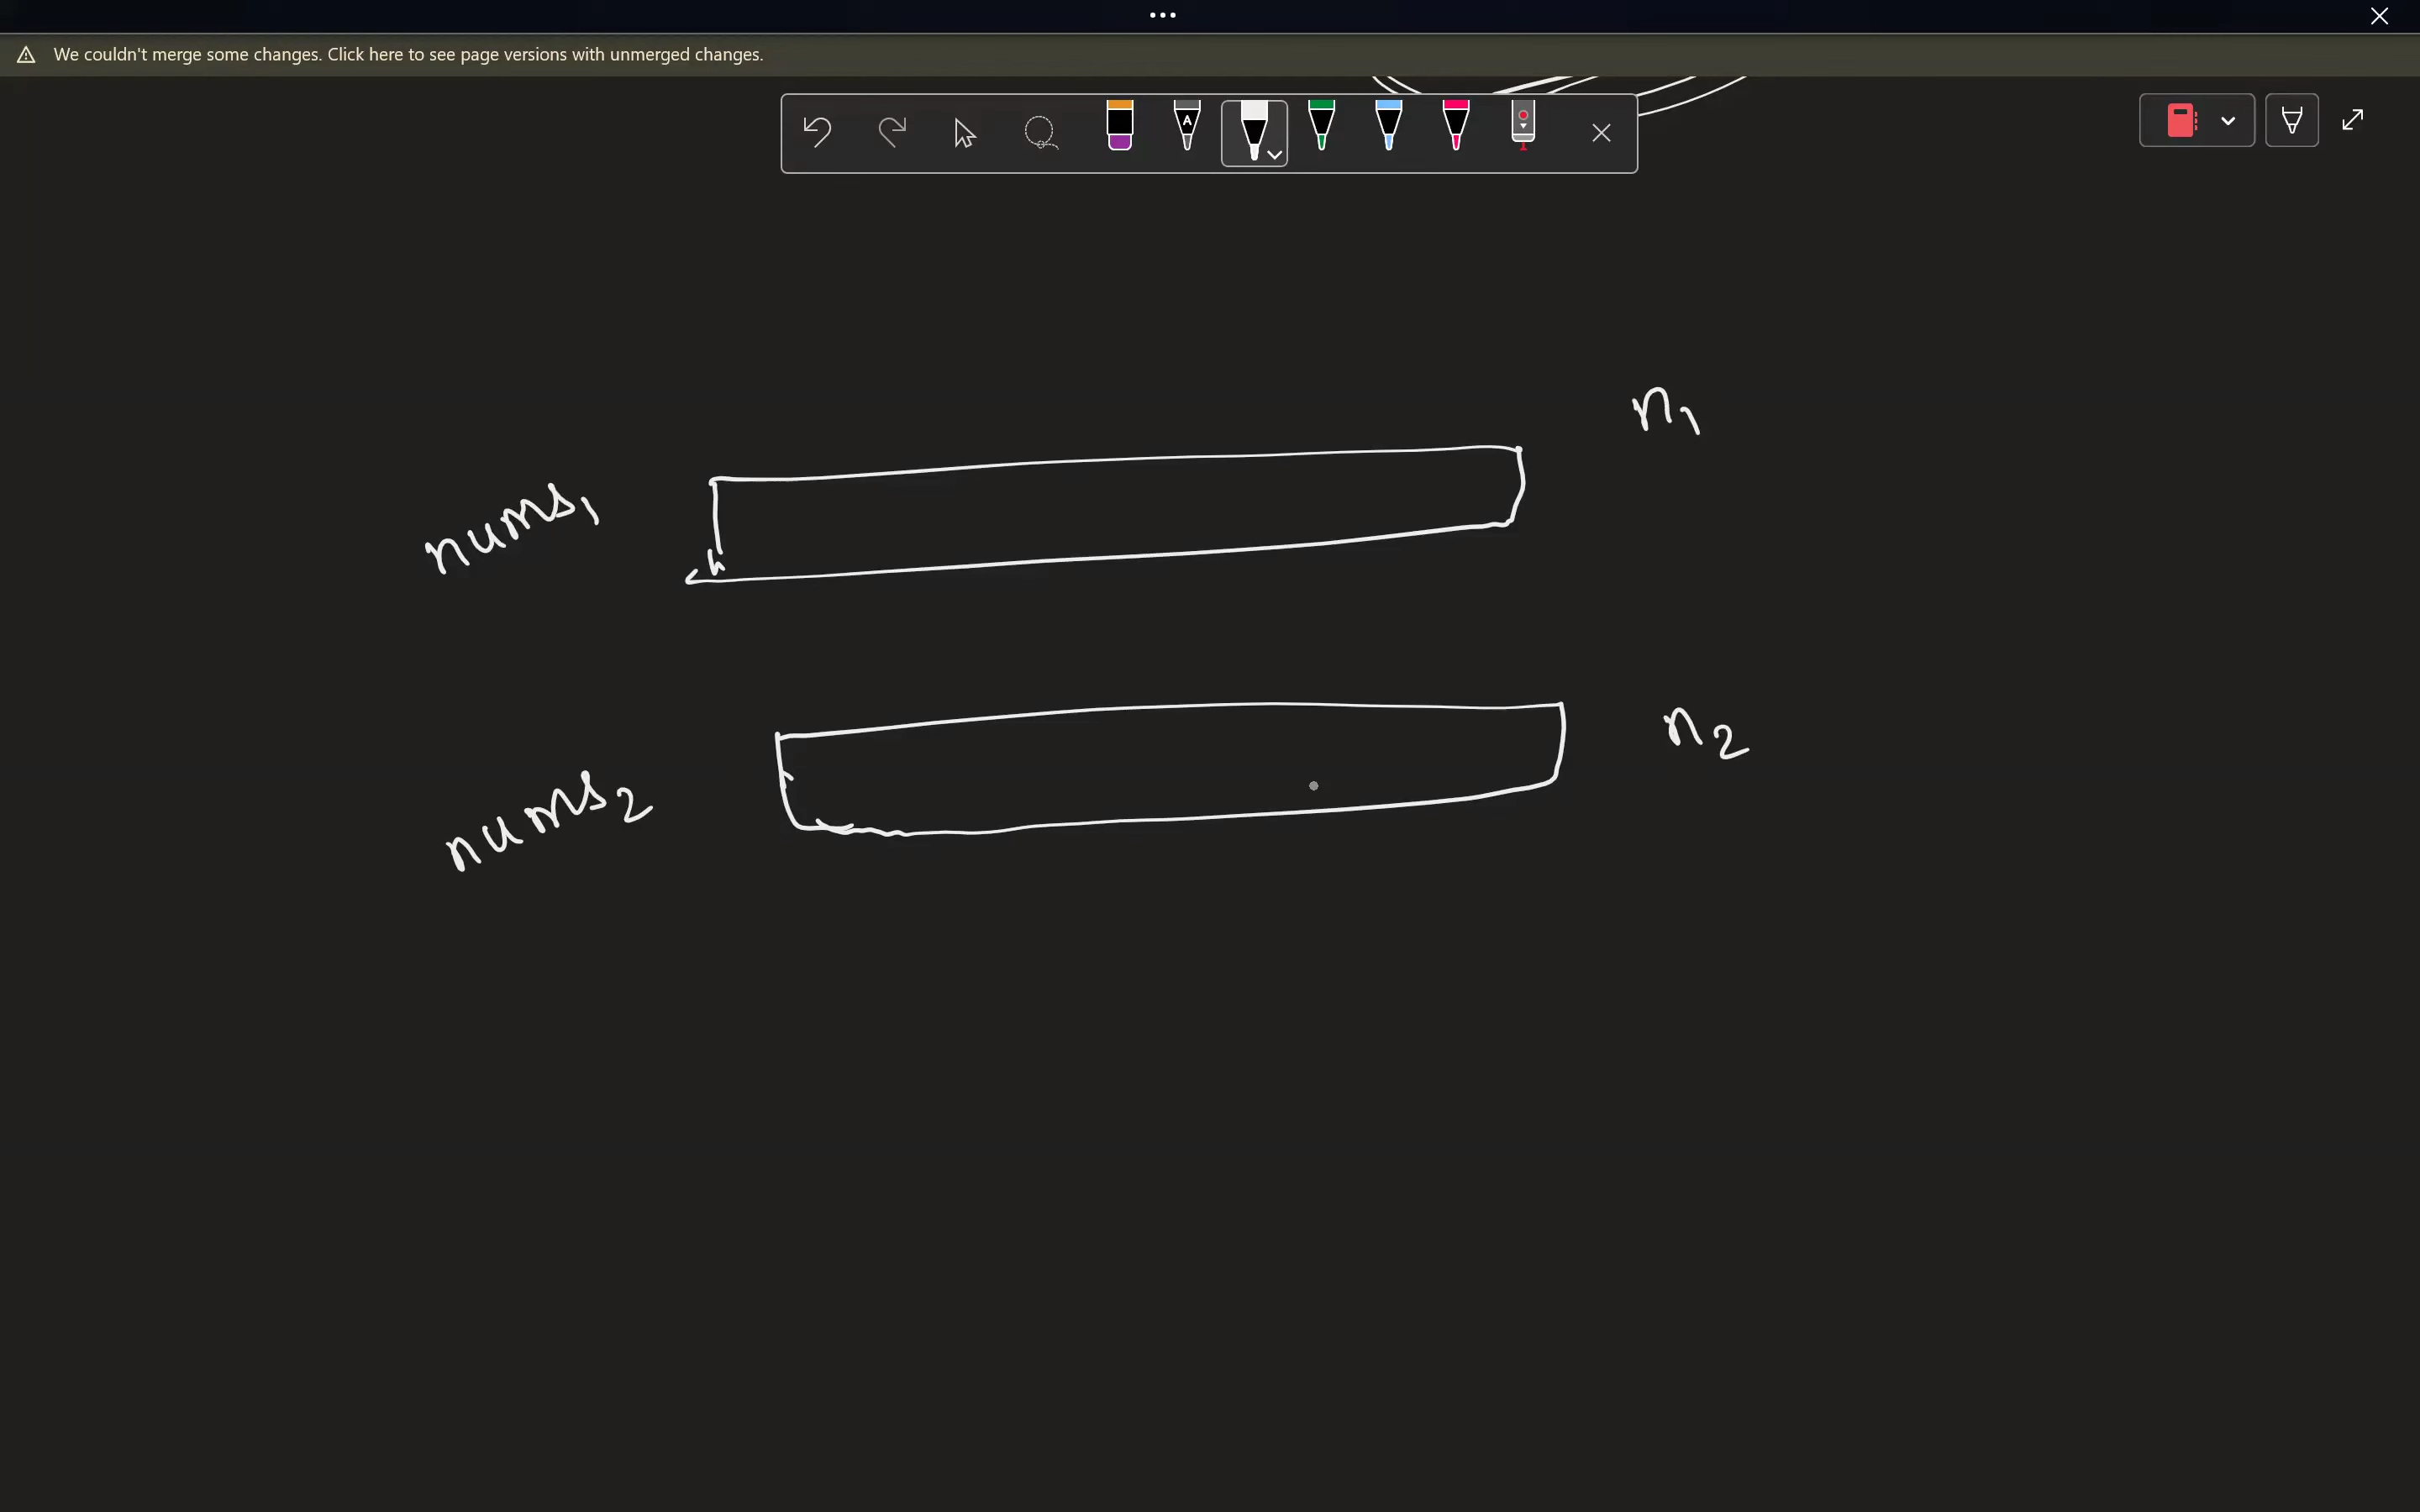 We couldn't merge some changes. Click here to see page versions with unmerged changes.
A
n₁
nums₁
n₂
nums₂